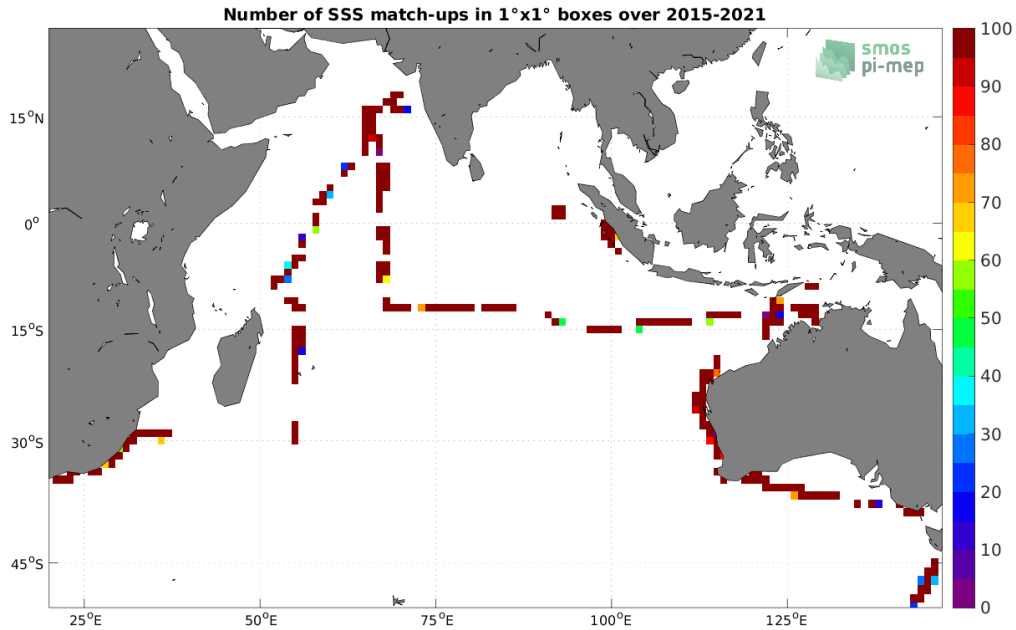 Number of SSS match-ups in 1°x1° boxes over 2015-2021
smos
pi-mep
15°N
0°
15°S
30°S
45°S
25°E
50°E
75°E
100°E
125°E
100
90
80
70
60
50
40
30
20
10
0